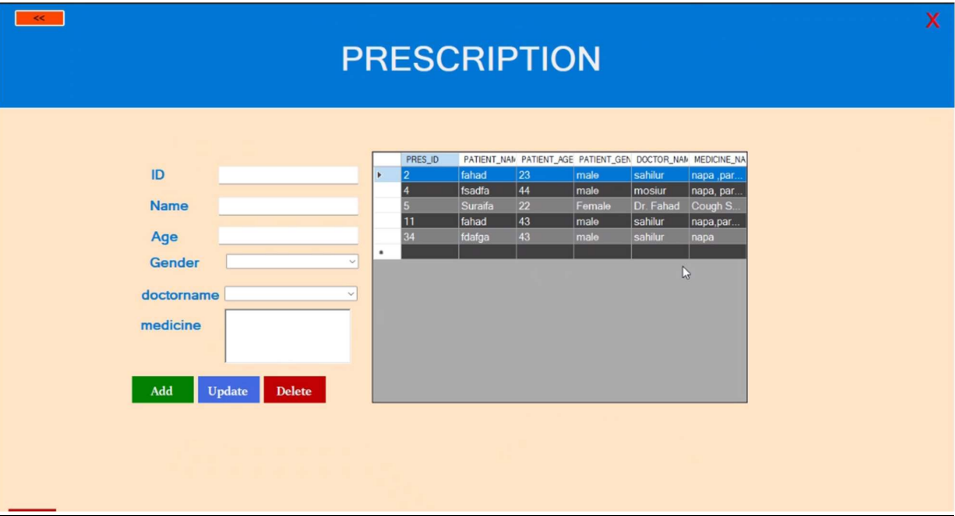 <<
X
PRESCRIPTION
ID
Name
Age
Gender
doctorname
medicine
Add Update Delete
PRES_ID PATIENT_NAM PATIENT_AGE PATIENT_GEN DOCTOR_NAM MEDICINE_NA
2 fahad 23 male sahilur napa ,par...
4 fsadfa 44 male mosiur napa, par...
5 Suraifa 22 Female Dr. Fahad Cough S...
11 fahad 43 male sahilur napa,par...
34 fdafga 43 male sahilur napa